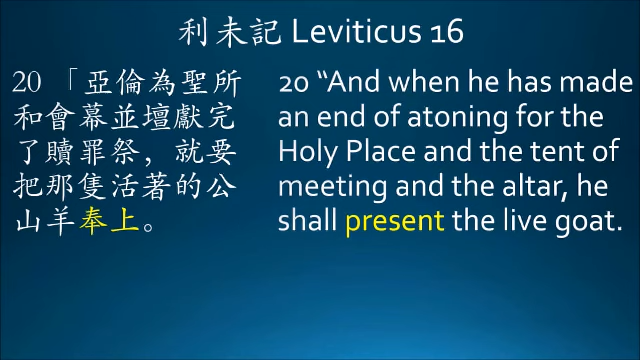 利未記 Leviticus 16
20 「亞倫為聖所
和會幕並壇獻完
了贖罪祭，就要
把那隻活著的公
山羊奉上。
20 “And when he has made
an end of atoning for the
Holy Place and the tent of
meeting and the altar, he
shall present the live goat.